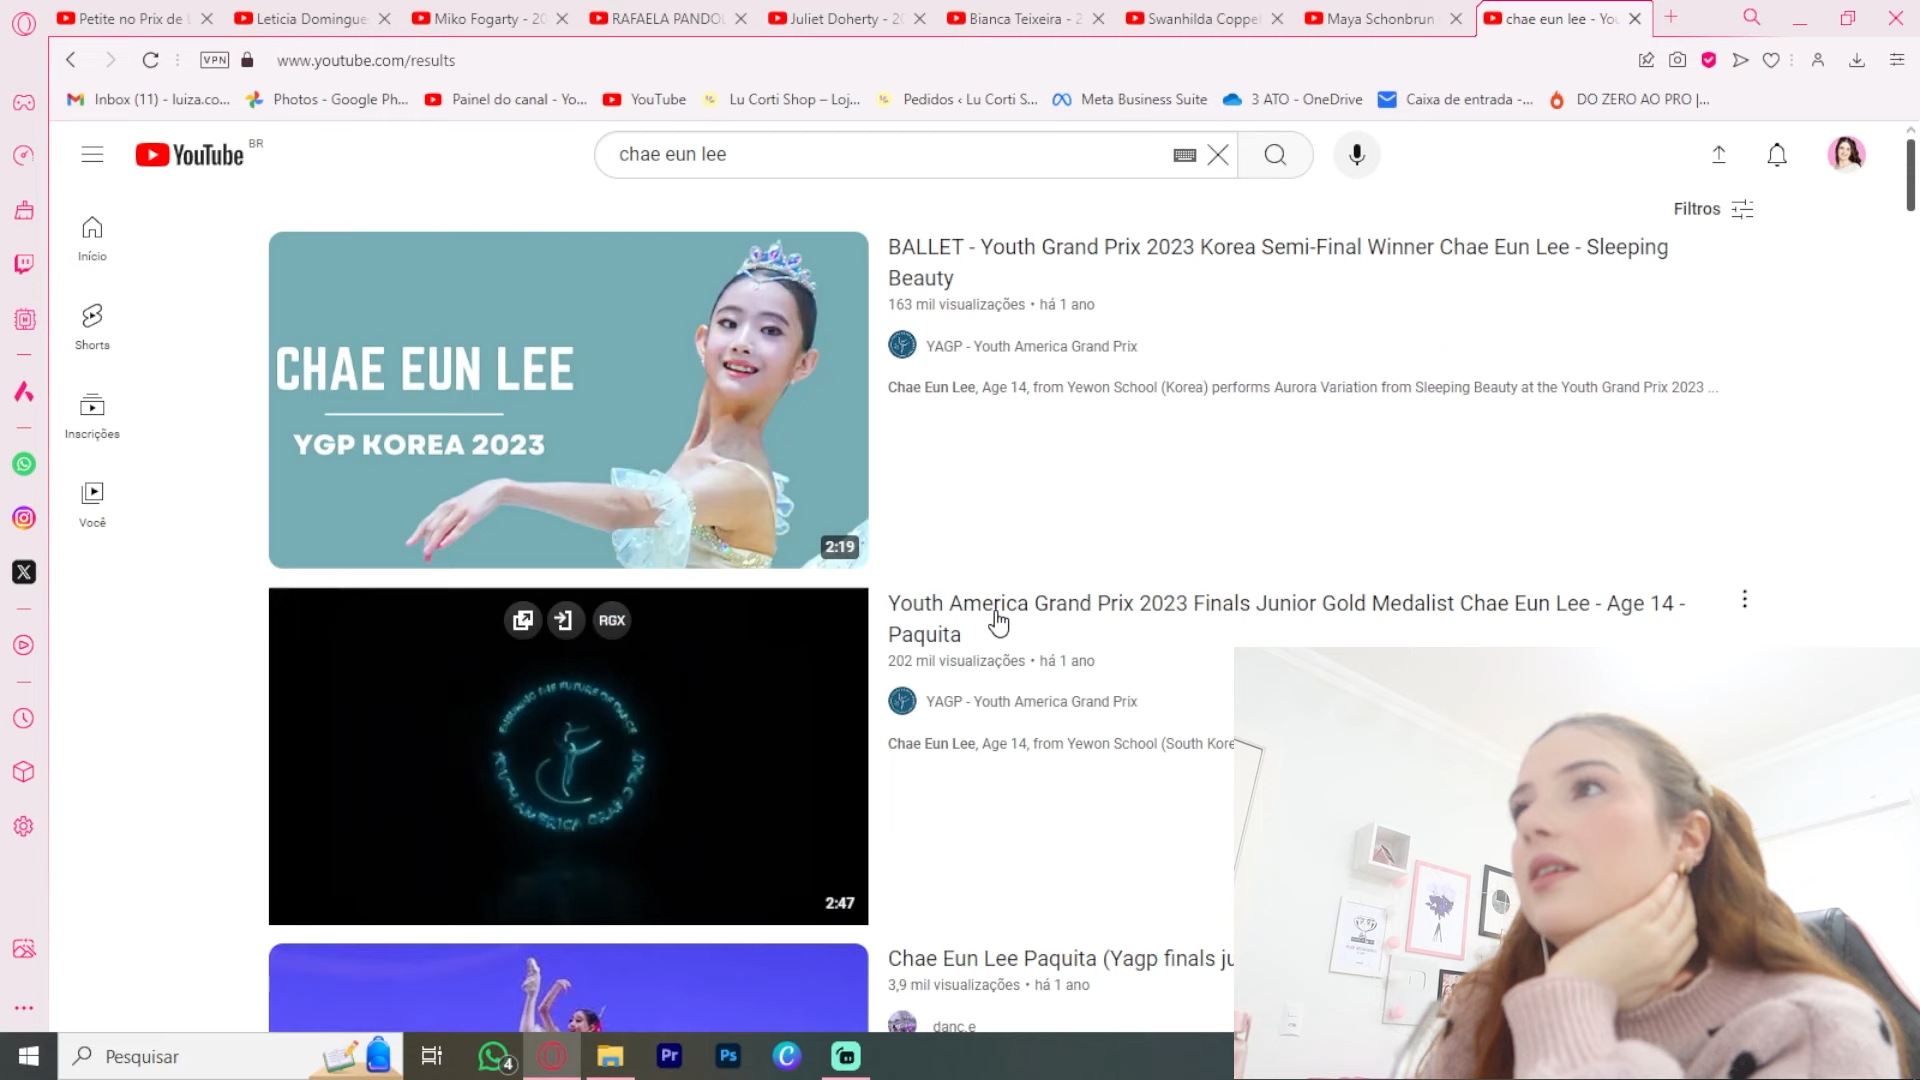 Petite no Prix de L
Leticia Domingue
Miko Fogarty - 20
RAFAELA PANDOL
Juliet Doherty - 20
Bianca Teixeira - 2
Swanhilda Coppel
Maya Schonbrun
chae eun lee - You
VPN
www.youtube.com/results
Inbox (11) - luiza.co...
Photos - Google Ph...
Painel do canal - Yo...
YouTube
Lu Corti Shop – Loj...
Pedidos ‹ Lu Corti S...
Meta Business Suite
3 ATO - OneDrive
Caixa de entrada -...
DO ZERO AO PRO |...
YouTube BR
chae eun lee
Filtros
Início
Shorts
Inscrições
Você
CHAE EUN LEE
YGP KOREA 2023
2:19
BALLET - Youth Grand Prix 2023 Korea Semi-Final Winner Chae Eun Lee - Sleeping
Beauty
163 mil visualizações • há 1 ano
YAGP - Youth America Grand Prix
Chae Eun Lee, Age 14, from Yewon School (Korea) performs Aurora Variation from Sleeping Beauty at the Youth Grand Prix 2023 ...
RGX
2:47
Youth America Grand Prix 2023 Finals Junior Gold Medalist Chae Eun Lee - Age 14 -
Paquita
202 mil visualizações • há 1 ano
YAGP - Youth America Grand Prix
Chae Eun Lee, Age 14, from Yewon School (South Kore
Chae Eun Lee Paquita (Yagp finals ju
3,9 mil visualizações • há 1 ano
danc.e
Pesquisar
4
Pr
Ps